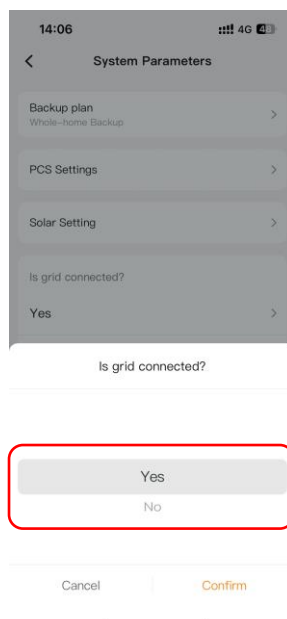 14:06
4G 4
System Parameters
Backup plan
Whole-home Backup
PCS Settings
Solar Setting
Is grid connected?
Yes
Is grid connected?
Yes
No
Cancel Confirm